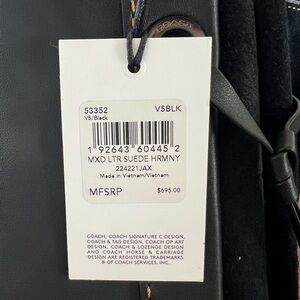 COACH
53352 V5BLK
V5/Black
1 92643 60445 2
MXD LTR SUEDE HRMNY
224221JAX
Made in Vietnam/Vietnam
MFSRP $695.00
COACH, COACH SIGNATURE C DESIGN,
COACH & TAG DESIGN, COACH OP ART
DESIGN, COACH & LOZENGE DESIGN
AND COACH HORSE & CARRIAGE
DESIGN ARE REGISTERED TRADEMARKS
® OF COACH SERVICES, INC.